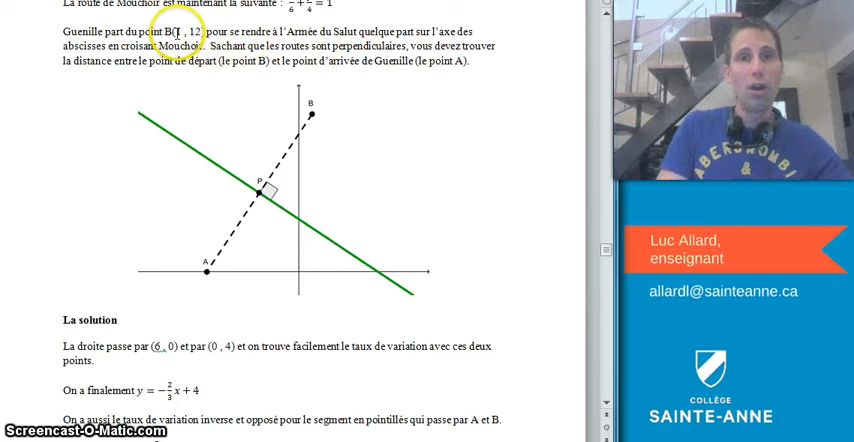 La route de Mouchoir est maintenant la suivante : x/6 + y/4 = 1
Guenille part du point B(1 , 12) pour se rendre à l'Armée du Salut quelque part sur l'axe des
abscisses en croisant Mouchoir. Sachant que les routes sont perpendiculaires, vous devez trouver
la distance entre le point de départ (le point B) et le point d'arrivée de Guenille (le point A).
B
P
A
La solution
La droite passe par (6 , 0) et par (0 , 4) et on trouve facilement le taux de variation avec ces deux
points.
On a finalement y = −2/3 x + 4
On a aussi le taux de variation inverse et opposé pour le segment en pointillés qui passe par A et B.
Screencast-O-Matic.com
ABERCROMBI
Luc Allard,
enseignant
allardl@sainteanne.ca
COLLÈGE
SAINTE-ANNE